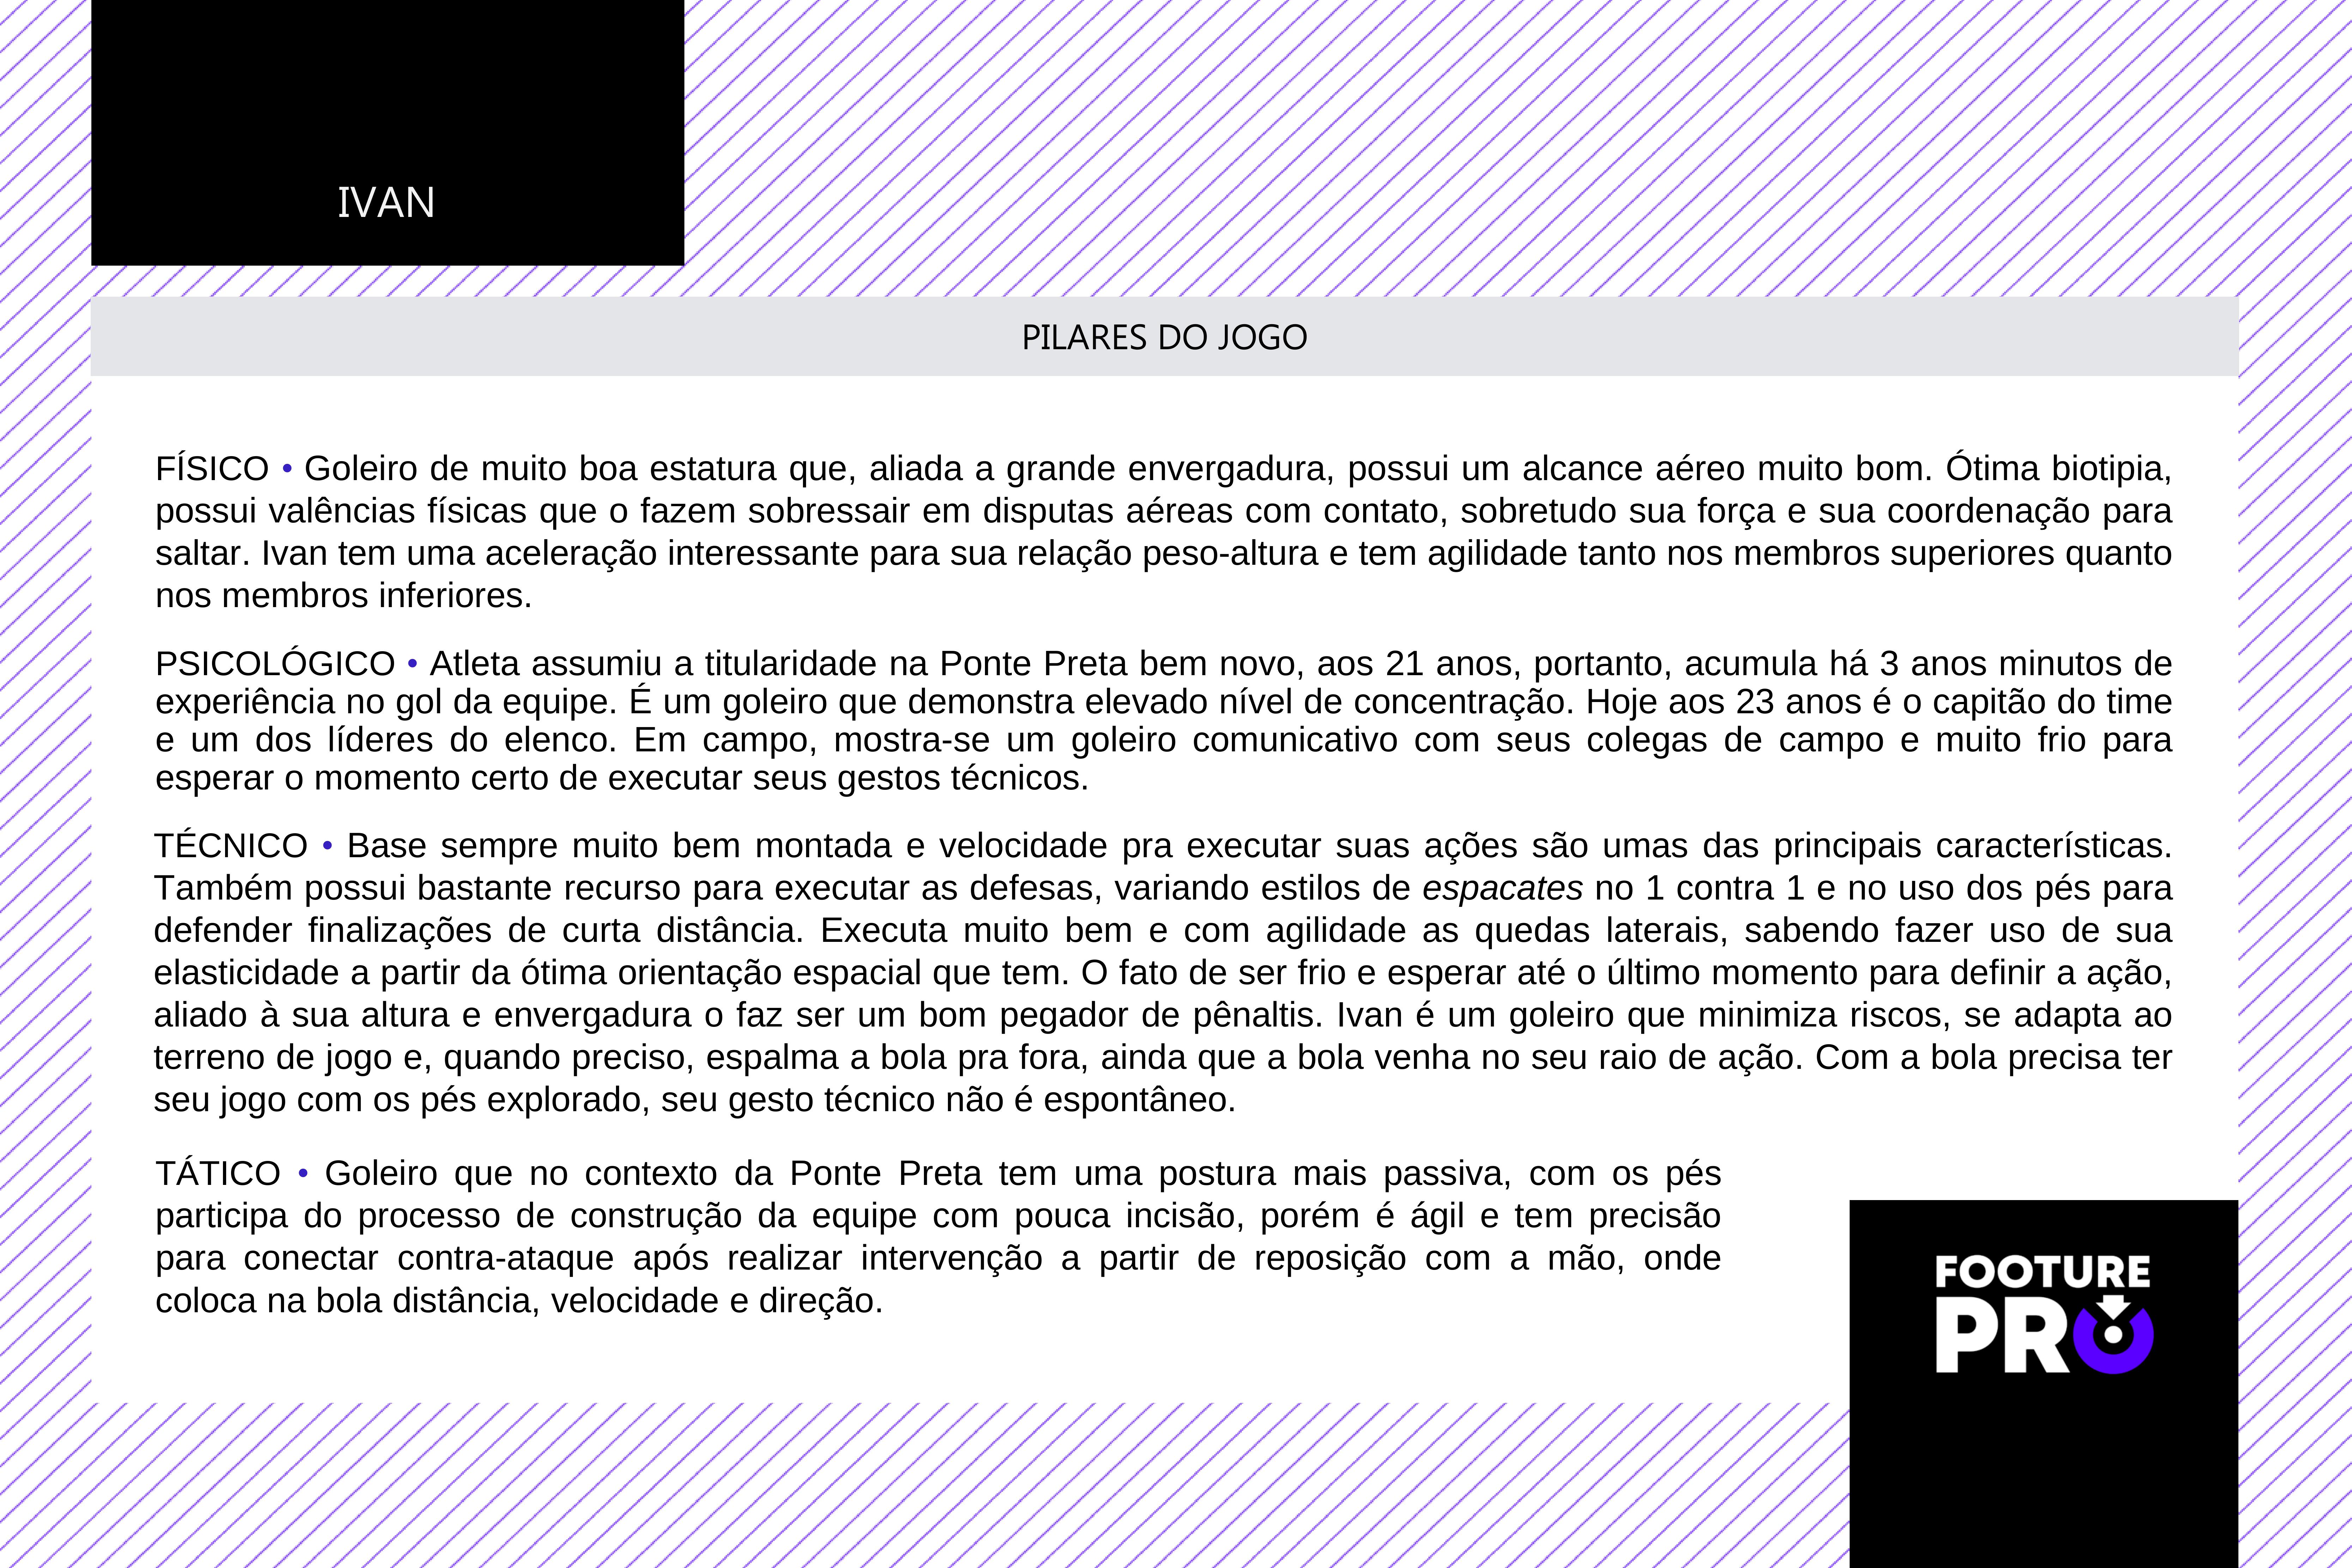 IVAN
PILARES DO JOGO
FÍSICO • Goleiro de muito boa estatura que, aliada a grande envergadura, possui um alcance aéreo muito bom. Ótima biotipia,
possui valências físicas que o fazem sobressair em disputas aéreas com contato, sobretudo sua força e sua coordenação para
saltar. Ivan tem uma aceleração interessante para sua relação peso-altura e tem agilidade tanto nos membros superiores quanto
nos membros inferiores.
PSICOLÓGICO • Atleta assumiu a titularidade na Ponte Preta bem novo, aos 21 anos, portanto, acumula há 3 anos minutos de
experiência no gol da equipe. É um goleiro que demonstra elevado nível de concentração. Hoje aos 23 anos é o capitão do time
e um dos líderes do elenco. Em campo, mostra-se um goleiro comunicativo com seus colegas de campo e muito frio para
esperar o momento certo de executar seus gestos técnicos.
TÉCNICO • Base sempre muito bem montada e velocidade pra executar suas ações são umas das principais características.
Também possui bastante recurso para executar as defesas, variando estilos de espacates no 1 contra 1 e no uso dos pés para
defender finalizações de curta distância. Executa muito bem e com agilidade as quedas laterais, sabendo fazer uso de sua
elasticidade a partir da ótima orientação espacial que tem. O fato de ser frio e esperar até o último momento para definir a ação,
aliado à sua altura e envergadura o faz ser um bom pegador de pênaltis. Ivan é um goleiro que minimiza riscos, se adapta ao
terreno de jogo e, quando preciso, espalma a bola pra fora, ainda que a bola venha no seu raio de ação. Com a bola precisa ter
seu jogo com os pés explorado, seu gesto técnico não é espontâneo.
TÁTICO • Goleiro que no contexto da Ponte Preta tem uma postura mais passiva, com os pés
participa do processo de construção da equipe com pouca incisão, porém é ágil e tem precisão
para conectar contra-ataque após realizar intervenção a partir de reposição com a mão, onde
coloca na bola distância, velocidade e direção.
FOOTURE
PRO